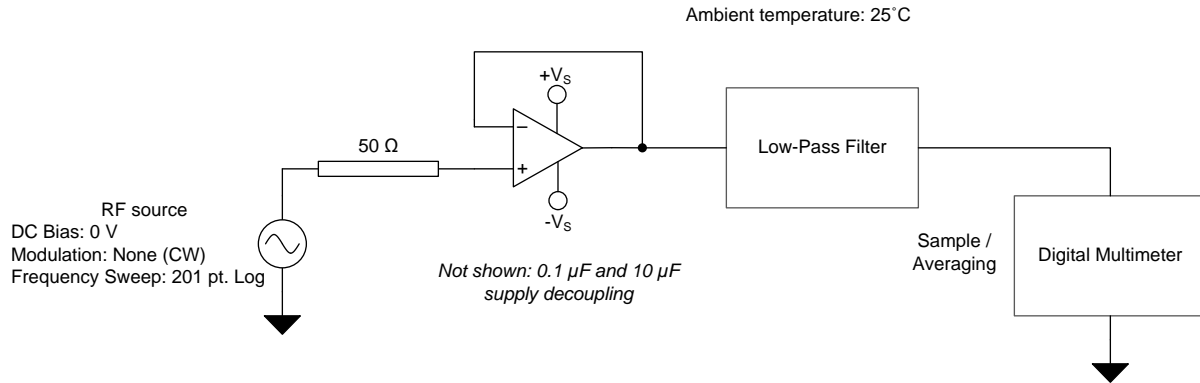 Ambient temperature: 25˚C
+VS
50 Ω
−
+
Low-Pass Filter
-VS
RF source
DC Bias: 0 V
Modulation: None (CW)
Frequency Sweep: 201 pt. Log
Not shown: 0.1 µF and 10 µF
supply decoupling
Sample /
Averaging
Digital Multimeter